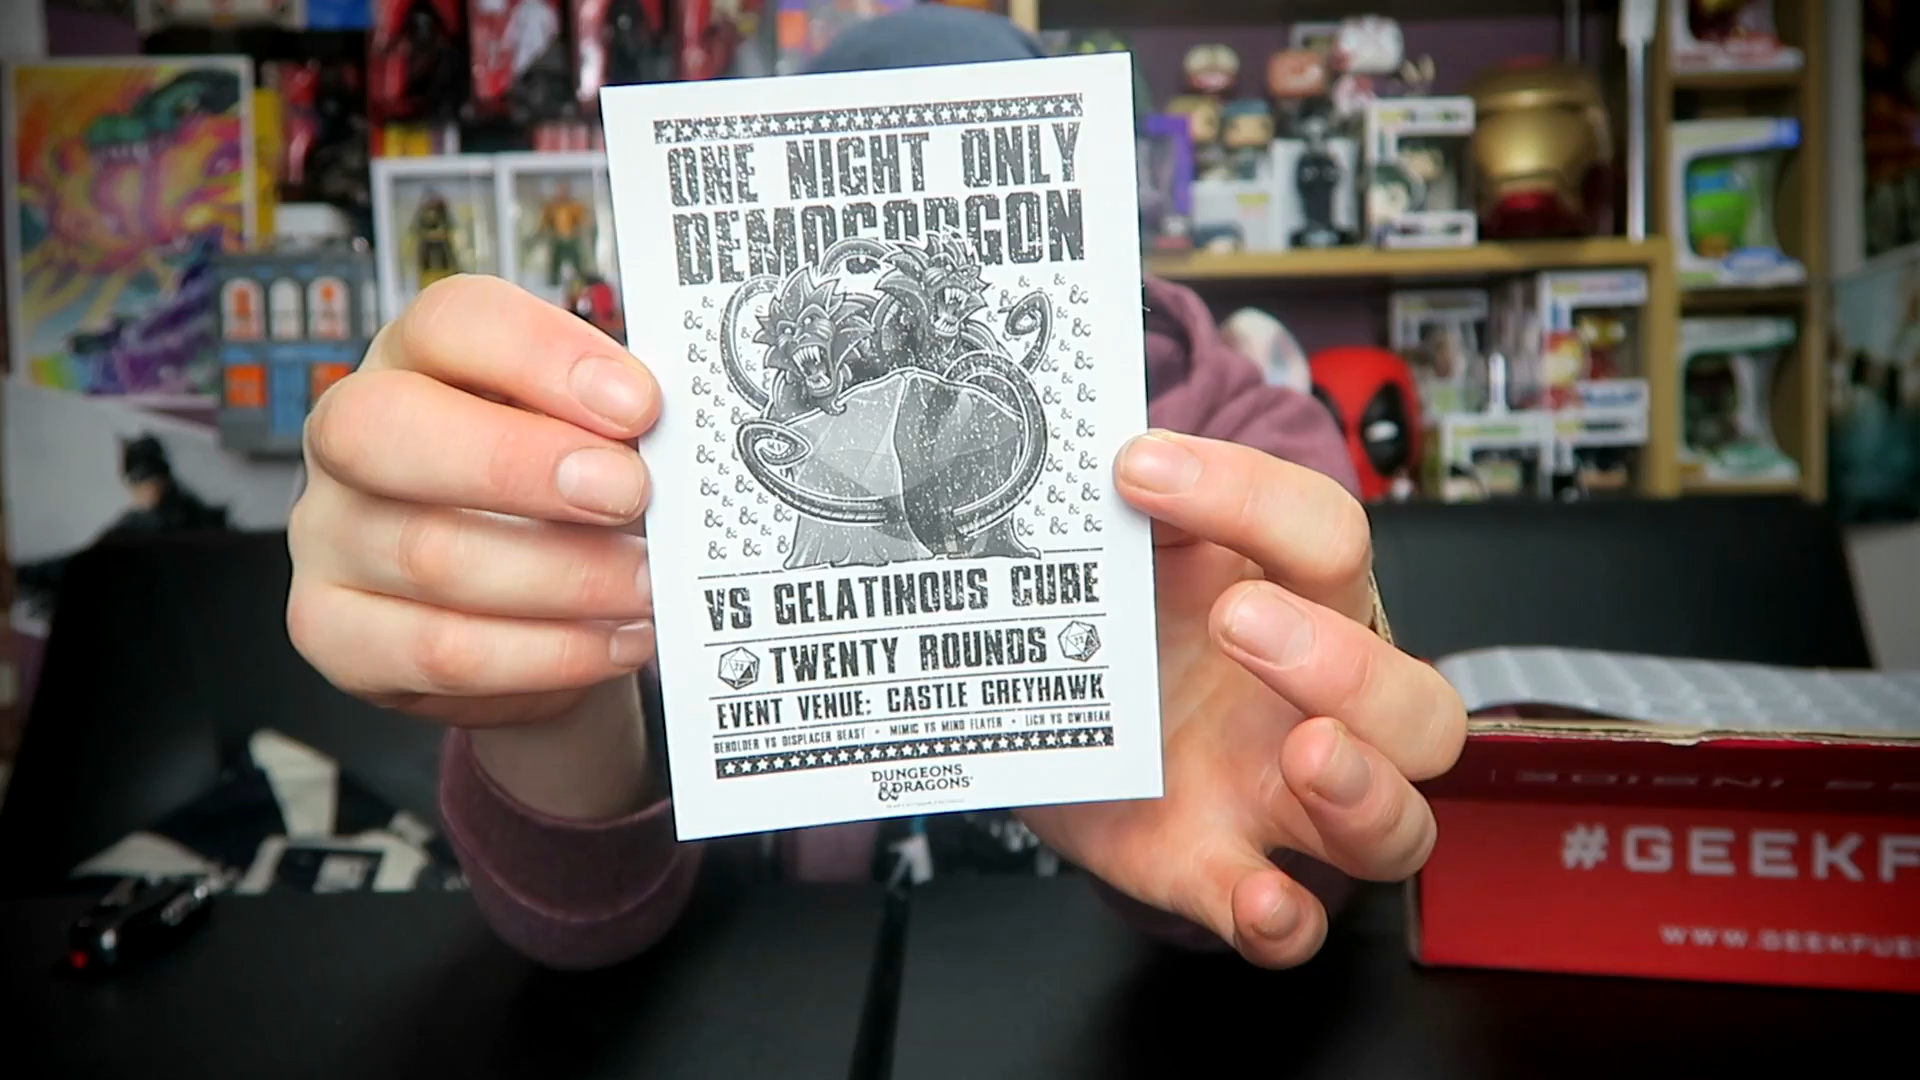 ONE NIGHT ONLY
DEMOGORGON
VS GELATINOUS CUBE
TWENTY ROUNDS
EVENT VENUE: CASTLE GREYHAWK
BEHOLDER VS DISPLACER BEAST • MIMIC VS MIND FLAYER • LICH VS OWLBEAR
DUNGEONS
& DRAGONS
#GEEKF
WWW.GEEKFUE